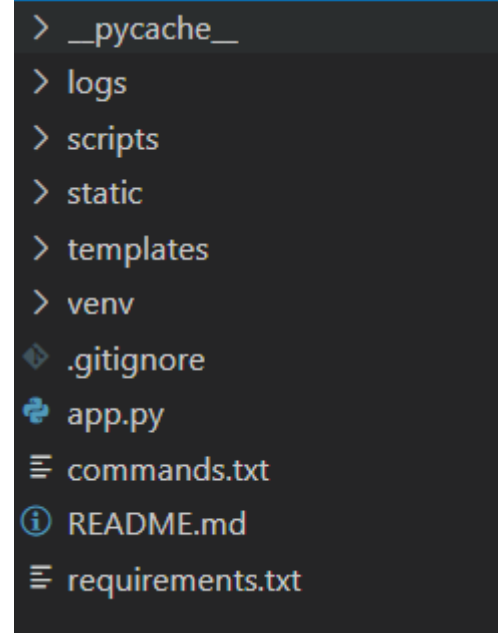 __pycache__
logs
scripts
static
templates
venv
.gitignore
app.py
commands.txt
README.md
requirements.txt